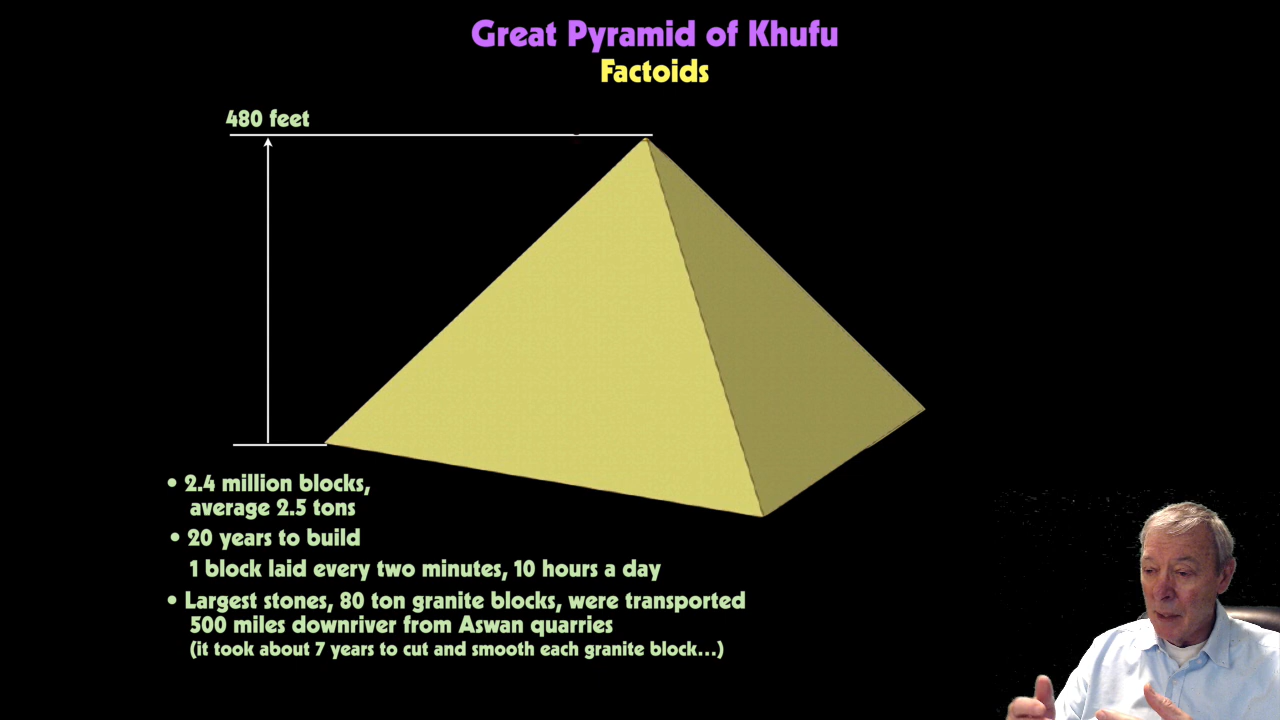 Great Pyramid of Khufu
Factoids
480 feet
• 2.4 million blocks,
average 2.5 tons
• 20 years to build
1 block laid every two minutes, 10 hours a day
• Largest stones, 80 ton granite blocks, were transported
500 miles downriver from Aswan quarries
(it took about 7 years to cut and smooth each granite block...)